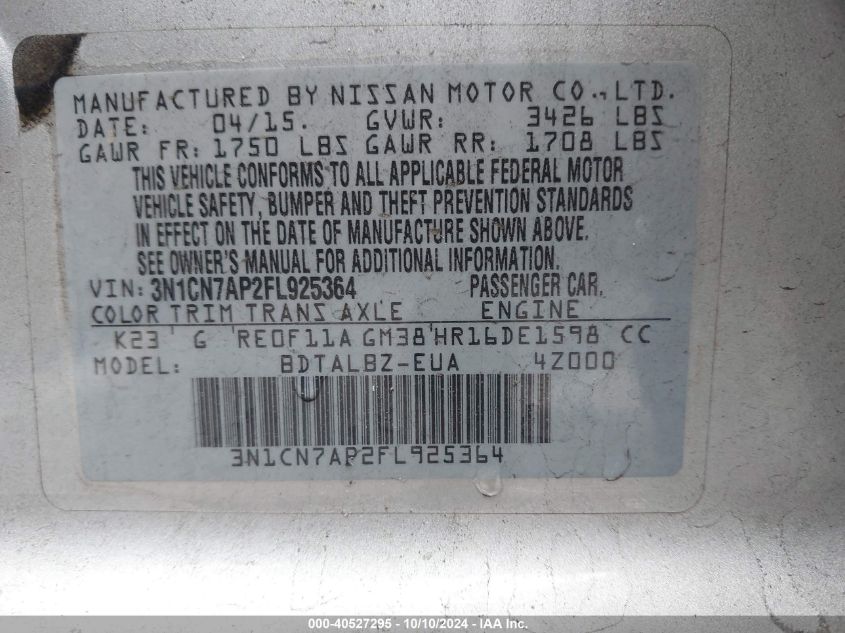 MANUFACTURED BY NISSAN MOTOR CO., LTD.
DATE: 04/15. GVWR: 3426 LBS
GAWR FR: 1750 LBS GAWR RR: 1708 LBS
THIS VEHICLE CONFORMS TO ALL APPLICABLE FEDERAL MOTOR
VEHICLE SAFETY, BUMPER AND THEFT PREVENTION STANDARDS
IN EFFECT ON THE DATE OF MANUFACTURE SHOWN ABOVE.
SEE OWNER'S MANUAL FOR ADDITIONAL INFORMATION.
VIN: 3N1CN7AP2FL925364 PASSENGER CAR.
COLOR TRIM TRANS AXLE ENGINE
K23 G RE0F11A GM38 HR16DE1598 CC
MODEL: BDTALBZ-EUA 4Z000
3N1CN7AP2FL925364
000-40527295 - 10/10/2024 - IAA, Inc.